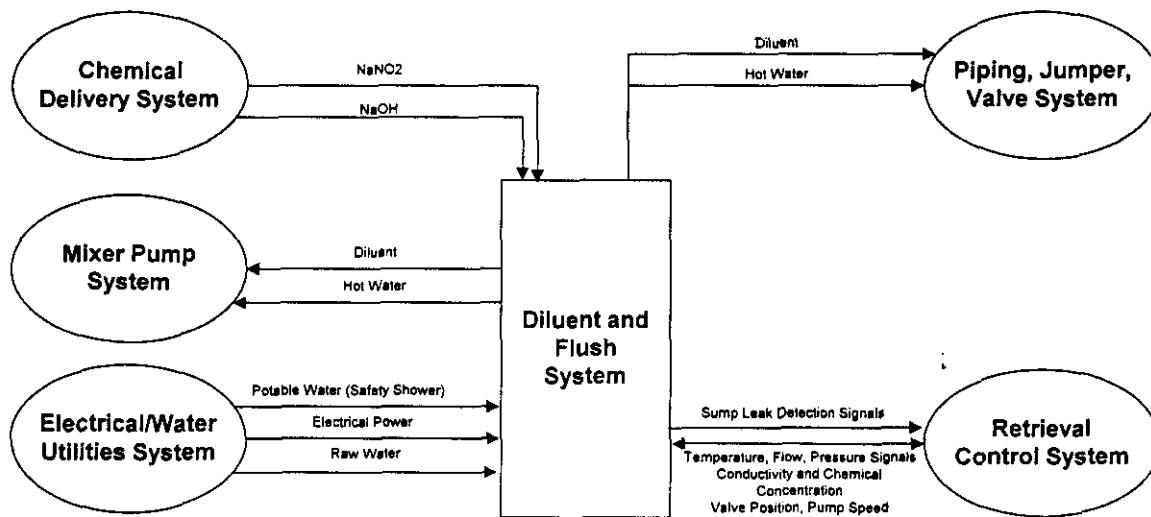 Chemical
Delivery System
NaNO2
NaOH
Diluent
Hot Water
Piping, Jumper,
Valve System
Mixer Pump
System
Diluent
Hot Water
Diluent and
Flush
System
Electrical/Water
Utilities System
Potable Water (Safety Shower)
Electrical Power
Raw Water
Sump Leak Detection Signals
Temperature, Flow, Pressure Signals
Conductivity and Chemical
Concentration
Valve Position, Pump Speed
Retrieval
Control System